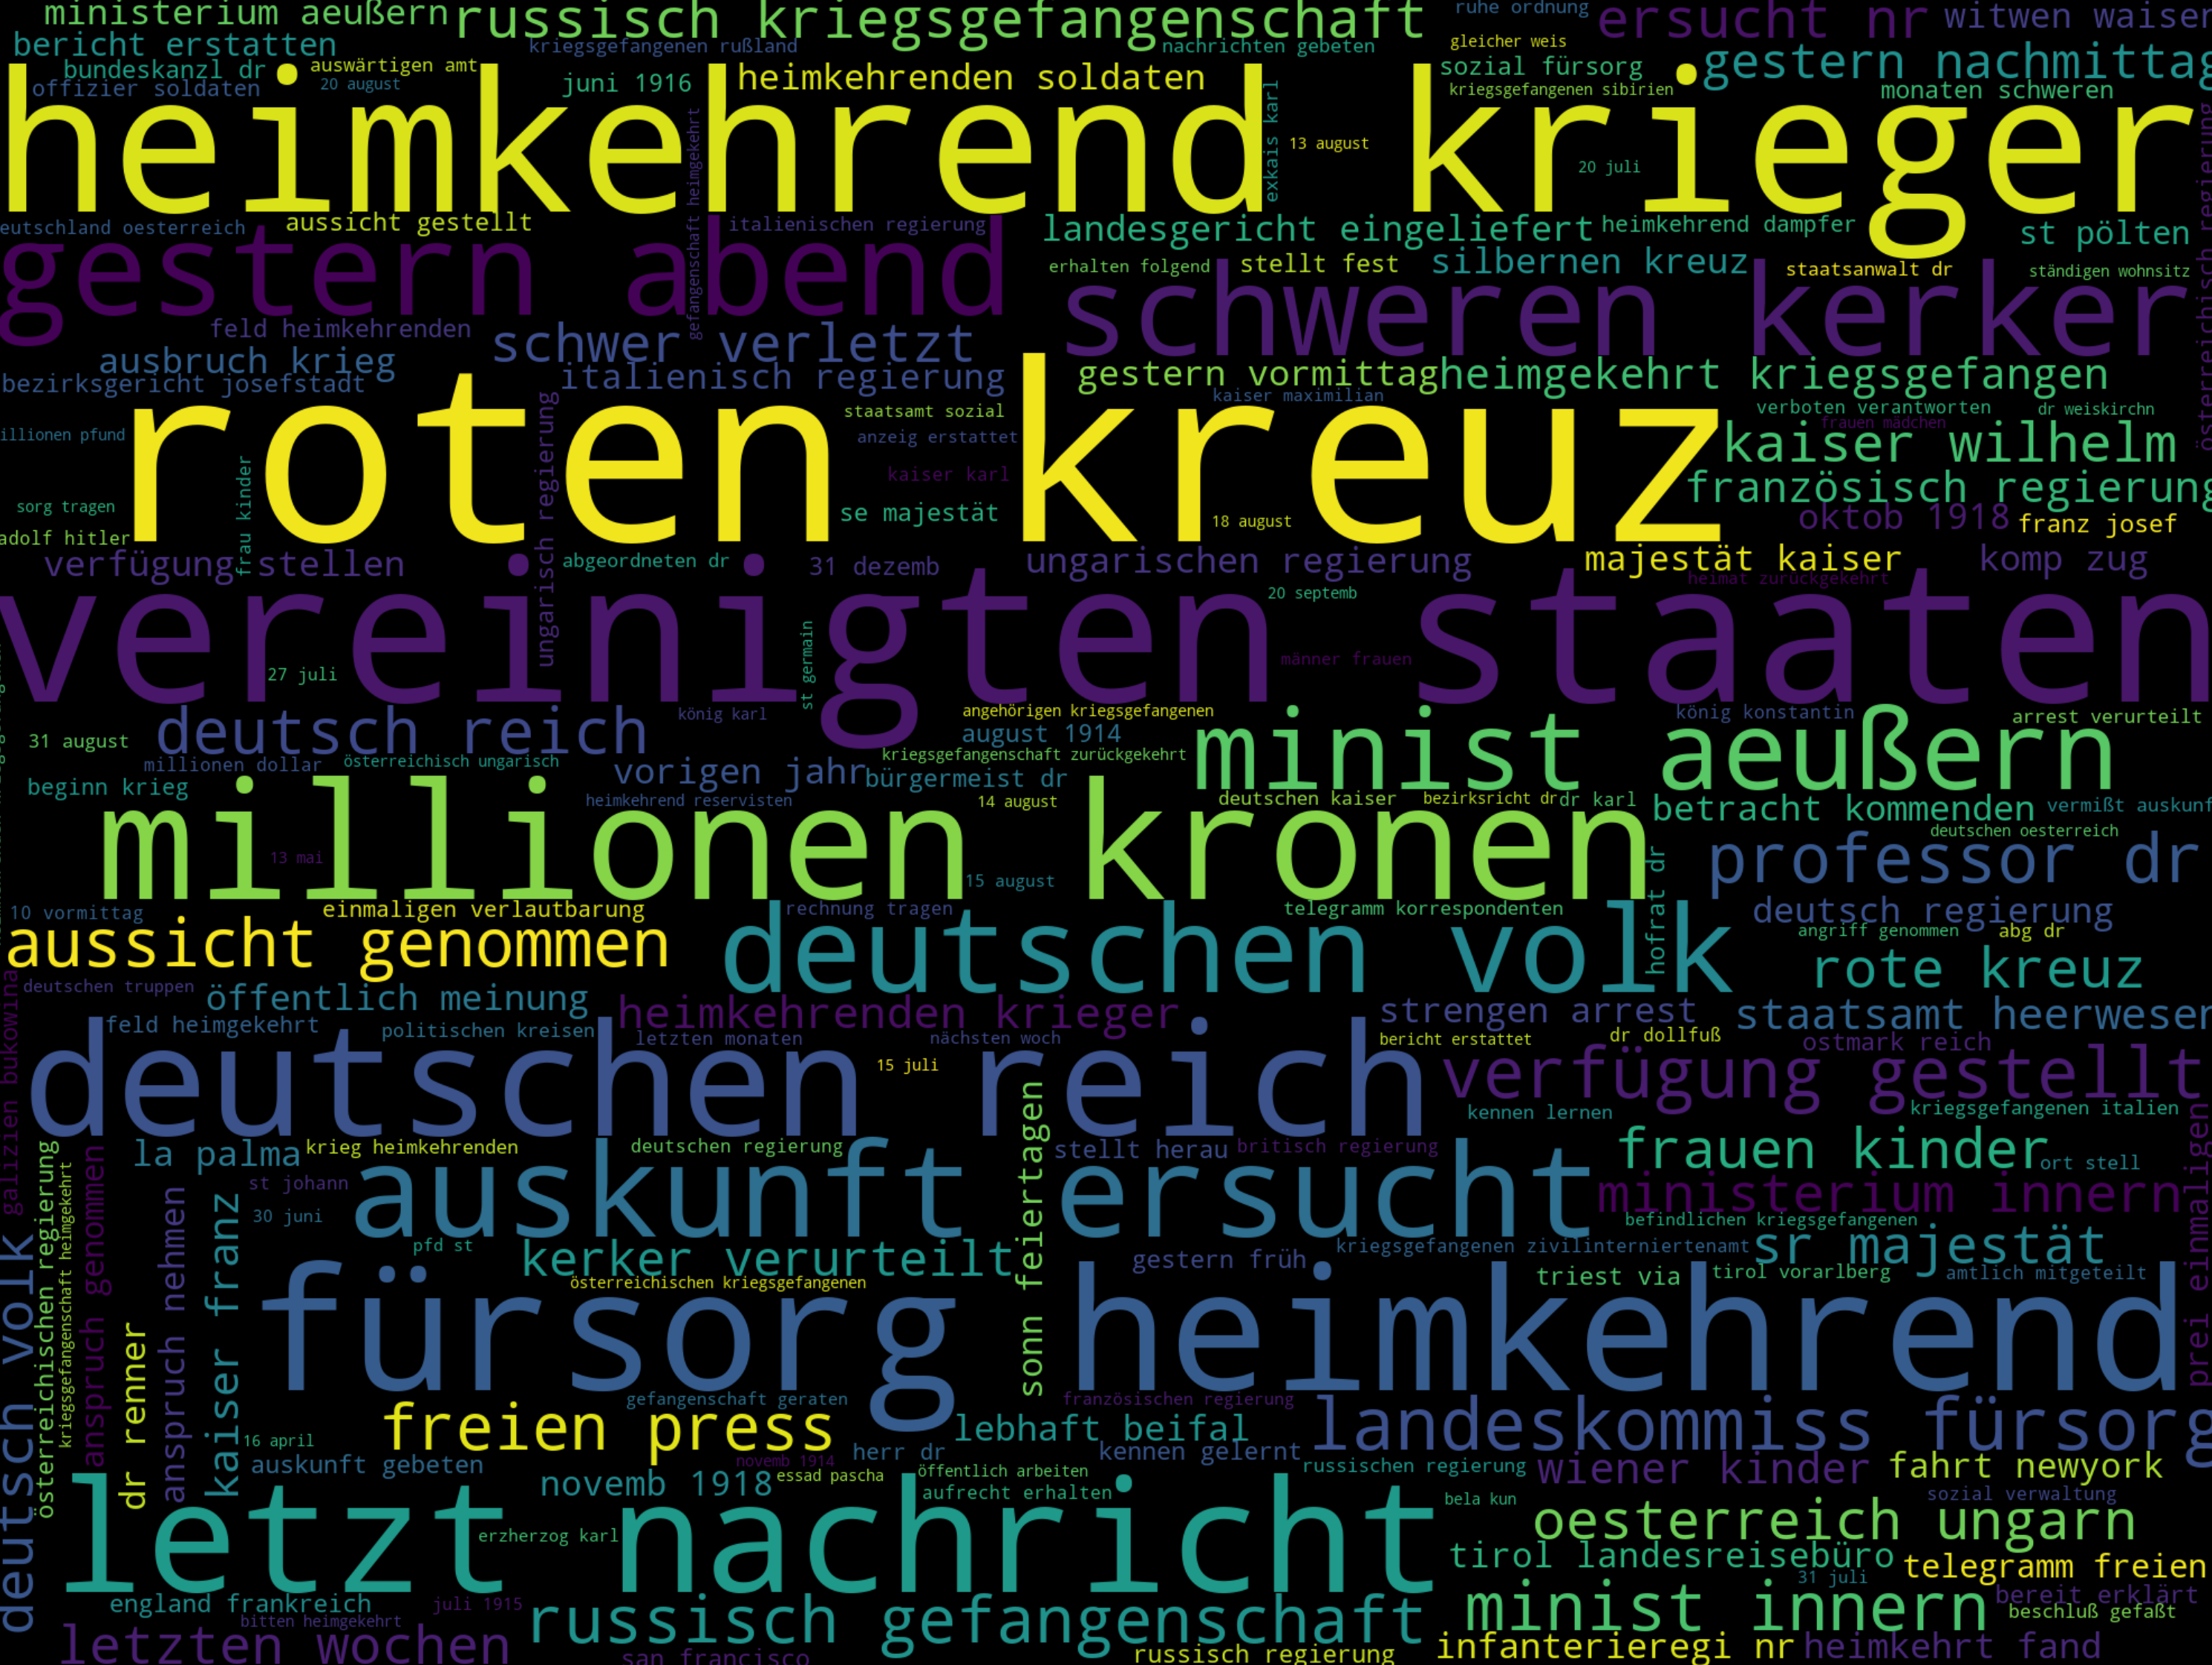 ministerium aeußern
russisch kriegsgefangenschaft
ruhe ordnung
ersucht nr
witwen waisen
bericht erstatten
kriegsgefangenen rußland
nachrichten gebeten
gleicher weis
bundeskanzl dr
auswärtigen amt
juni 1916
heimkehrenden soldaten
sozial fürsorg
gestern nachmittag
offizier soldaten
20 august
kriegsgefangenen sibirien
monaten schweren
heimkehrend krieger
exkais karl
13 august
20 juli
gefangenschaft heimgekehrt
deutschland oesterreich
aussicht gestellt
italienischen regierung
landesgericht eingeliefert
heimkehrend dampfer
st pölten
gestern abend
erhalten folgend
stellt fest
silbernen kreuz
staatsanwalt dr
ständigen wohnsitz
schweren kerker
österreichisch regierung
feld heimkehrenden
schwer verletzt
ausbruch krieg
bezirksgericht josefstadt
italienisch regierung
gestern vormittag
heimgekehrt kriegsgefangen
kaiser maximilian
staatsamt sozial
verboten verantworten
dr weiskirchn
millionen pfund
anzeig erstattet
frauen mädchen
roten kreuz
kaiser wilhelm
kaiser karl
französisch regierung
frau kinder
ungarisch regierung
sorg tragen
se majestät
18 august
oktob 1918
franz josef
adolf hitler
verfügung stellen
abgeordneten dr
31 dezemb
ungarischen regierung
majestät kaiser
komp zug
heimat zurückgekehrt
20 septemb
vereinigten staaten
st germain
männer frauen
27 juli
deutsch reich
könig karl
angehörigen kriegsgefangenen
könig konstantin
arrest verurteilt
31 august
august 1914
minist aeußern
millionen dollar
österreichisch ungarisch
vorigen jahr
kriegsgefangenschaft zurückgekehrt
bürgermeist dr
beginn krieg
heimkehrend reservisten
14 august
deutschen kaiser
bezirksricht dr
dr karl
betracht kommenden
vermißt auskunft
millionen kronen
deutschen oesterreich
13 mai
15 august
hofrat dr
professor dr
10 vormittag
einmaligen verlautbarung
rechnung tragen
telegramm korrespondenten
deutsch regierung
aussicht genommen
deutschen volk
angriff genommen
abg dr
rote kreuz
deutschen truppen
öffentlich meinung
heimkehrenden krieger
strengen arrest
staatsamt heerwesen
galizien bukowina
feld heimgekehrt
politischen kreisen
letzten monaten
nächsten woch
bericht erstattet
dr dollfuß
ostmark reich
deutschen reich
15 juli
verfügung gestellt
sonn feiertagen
kennen lernen
kriegsgefangenen italien
la palma
krieg heimkehrenden
deutschen regierung
stellt herau
britisch regierung
frauen kinder
ort stell
st johann
auskunft ersucht
ministerium innern
30 juni
befindlichen kriegsgefangenen
pfd st
kerker verurteilt
gestern früh
kriegsgefangenen zivilinterniertenamt
sr majestät
österreichischen kriegsgefangenen
triest via
tirol vorarlberg
amtlich mitgeteilt
prei einmaligen
deutsch volk
österreichischen regierung
kriegsgefangenschaft heimgekehrt
anspruch genommen
dr renner
anspruch nehmen
kaiser franz
fürsorg heimkehrend
gefangenschaft geraten
französischen regierung
freien press
lebhaft beifal
landeskommiss fürsorg
16 april
herr dr
kennen gelernt
auskunft gebeten
novemb 1914
novemb 1918
essad pascha
öffentlich arbeiten
russischen regierung
wiener kinder
fahrt newyork
aufrecht erhalten
bela kun
sozial verwaltung
letzt nachricht
erzherzog karl
oesterreich ungarn
tirol landesreisebüro
telegramm freien
31 juli
england frankreich
juli 1915
bereit erklärt
bitten heimgekehrt
russisch gefangenschaft
minist innern
beschluß gefaßt
letzten wochen
san francisco
russisch regierung
infanterieregi nr
heimkehrt fand